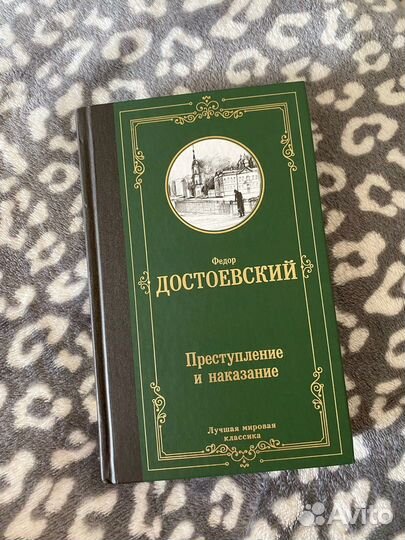 Федор
ДОСТОЕВСКИЙ
Преступление
и наказание
Лучшая мировая
классика
Avito